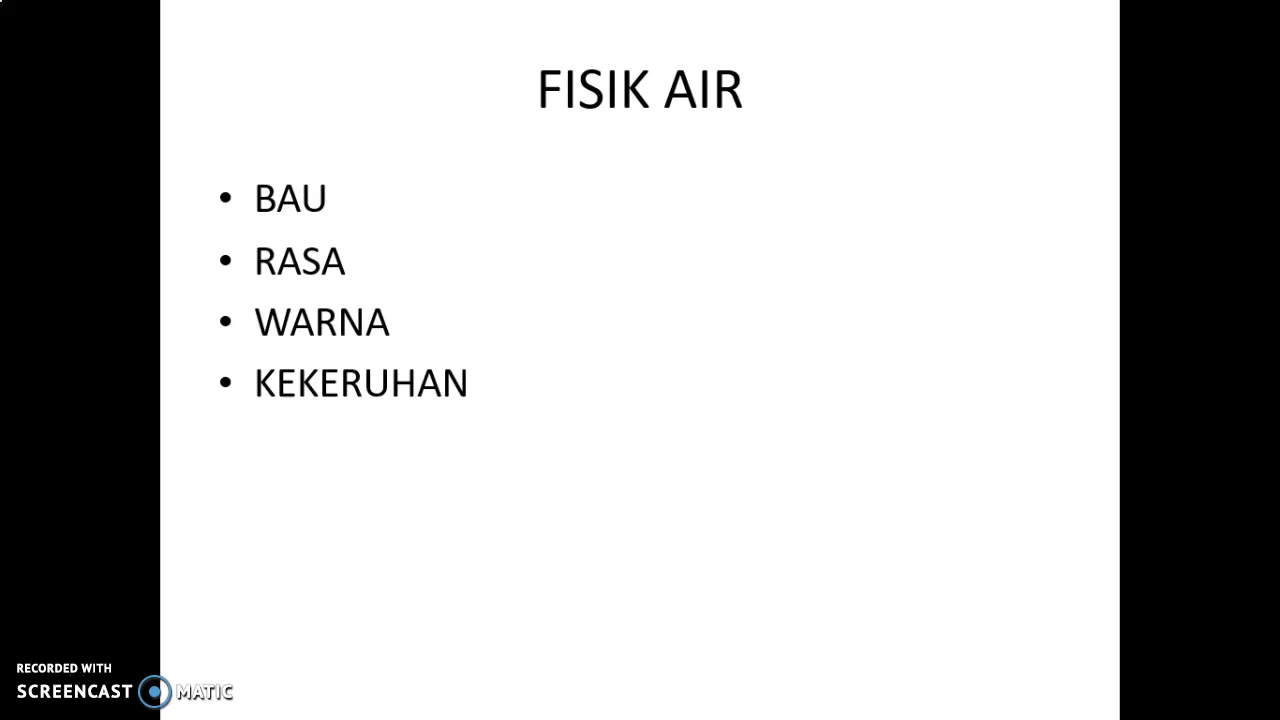 FISIK AIR
• BAU
• RASA
• WARNA
• KEKERUHAN
RECORDED WITH
SCREENCAST MATIC